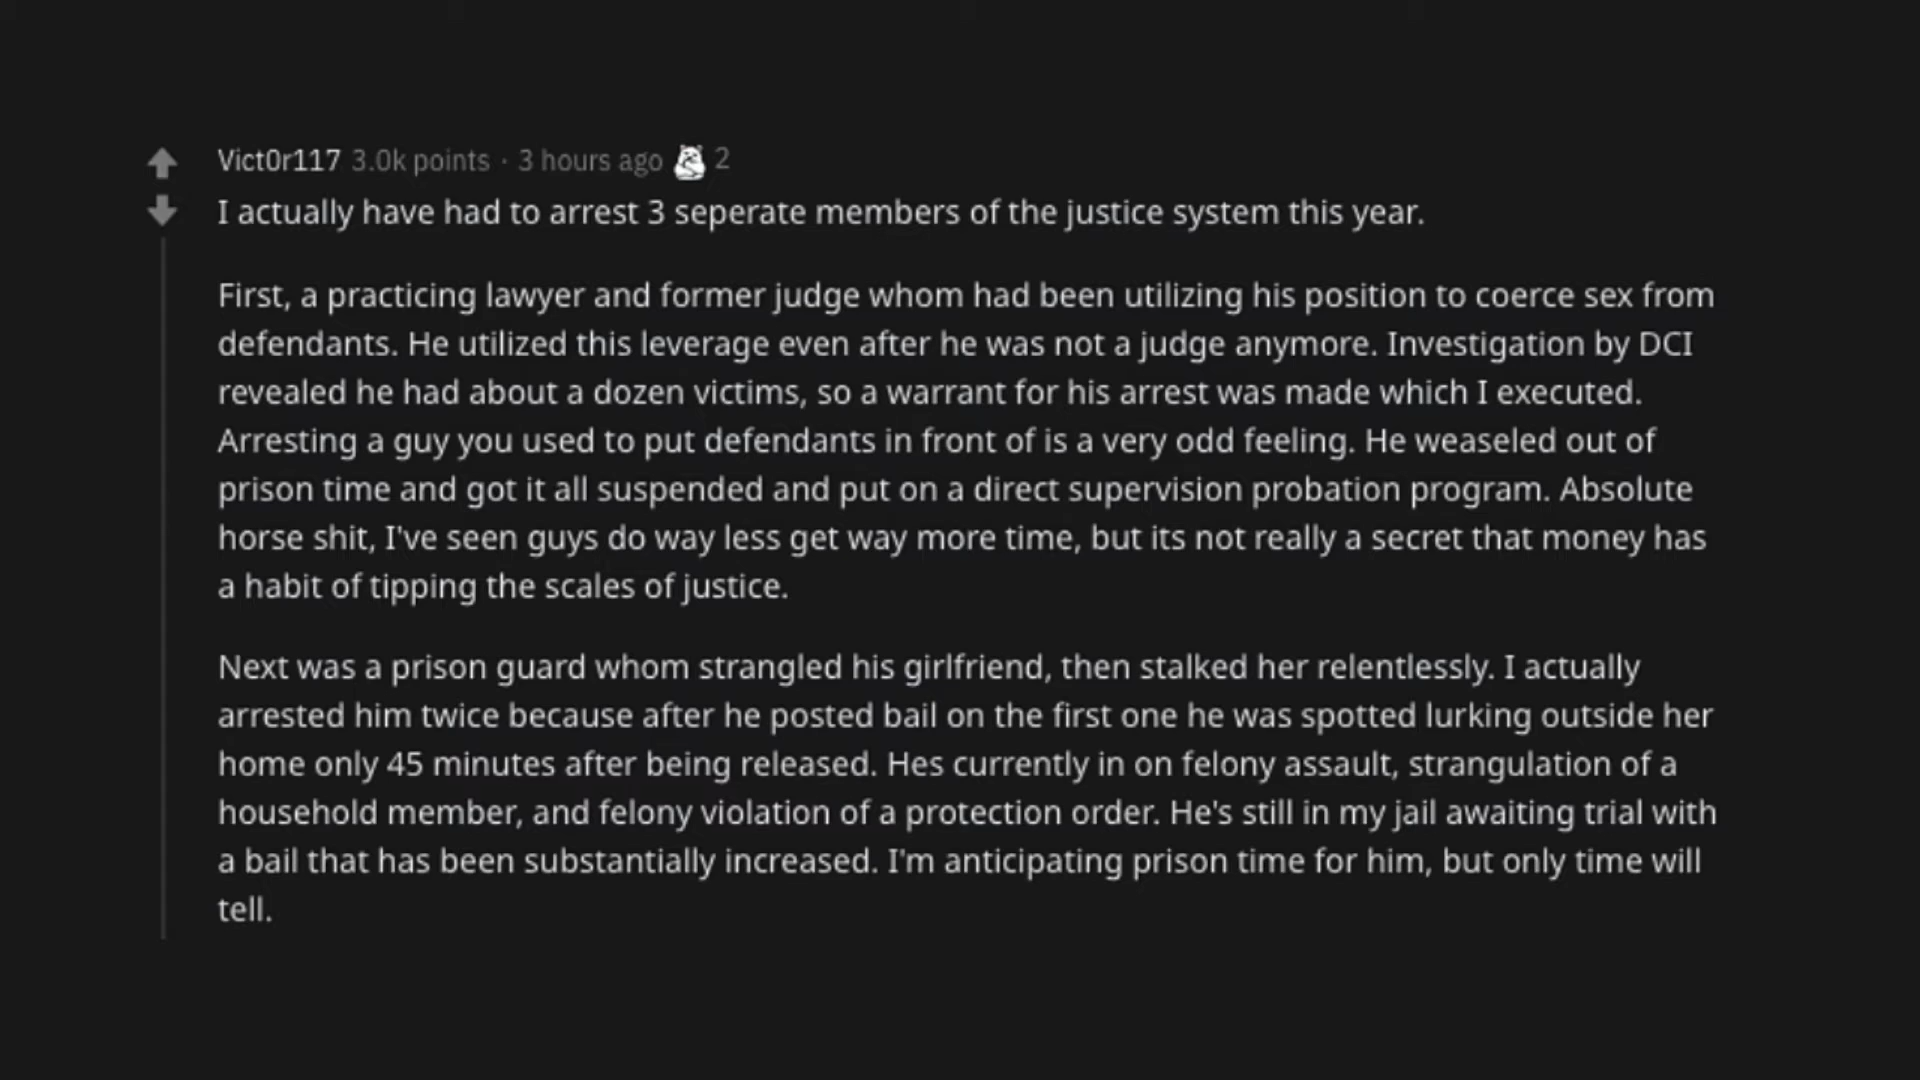 Vict0r117 3.0k points · 3 hours ago 2
I actually have had to arrest 3 seperate members of the justice system this year.
First, a practicing lawyer and former judge whom had been utilizing his position to coerce sex from
defendants. He utilized this leverage even after he was not a judge anymore. Investigation by DCI
revealed he had about a dozen victims, so a warrant for his arrest was made which I executed.
Arresting a guy you used to put defendants in front of is a very odd feeling. He weaseled out of
prison time and got it all suspended and put on a direct supervision probation program. Absolute
horse shit, I've seen guys do way less get way more time, but its not really a secret that money has
a habit of tipping the scales of justice.
Next was a prison guard whom strangled his girlfriend, then stalked her relentlessly. I actually
arrested him twice because after he posted bail on the first one he was spotted lurking outside her
home only 45 minutes after being released. Hes currently in on felony assault, strangulation of a
household member, and felony violation of a protection order. He's still in my jail awaiting trial with
a bail that has been substantially increased. I'm anticipating prison time for him, but only time will
tell.